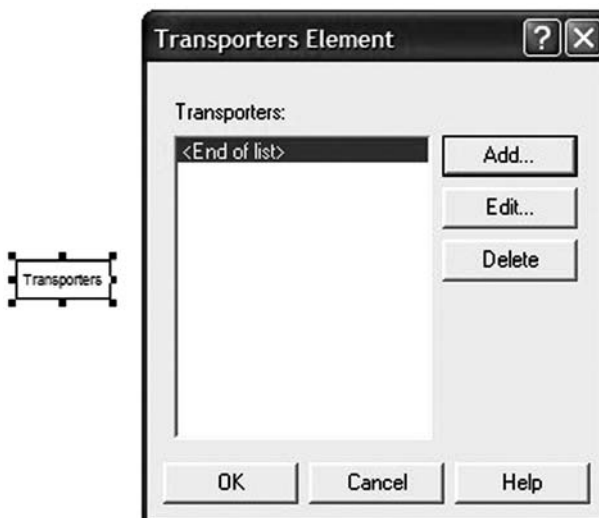 Transporters Element
Transporters:
<End of list>
Add...
Edit...
Delete
Transporters
OK
Cancel
Help